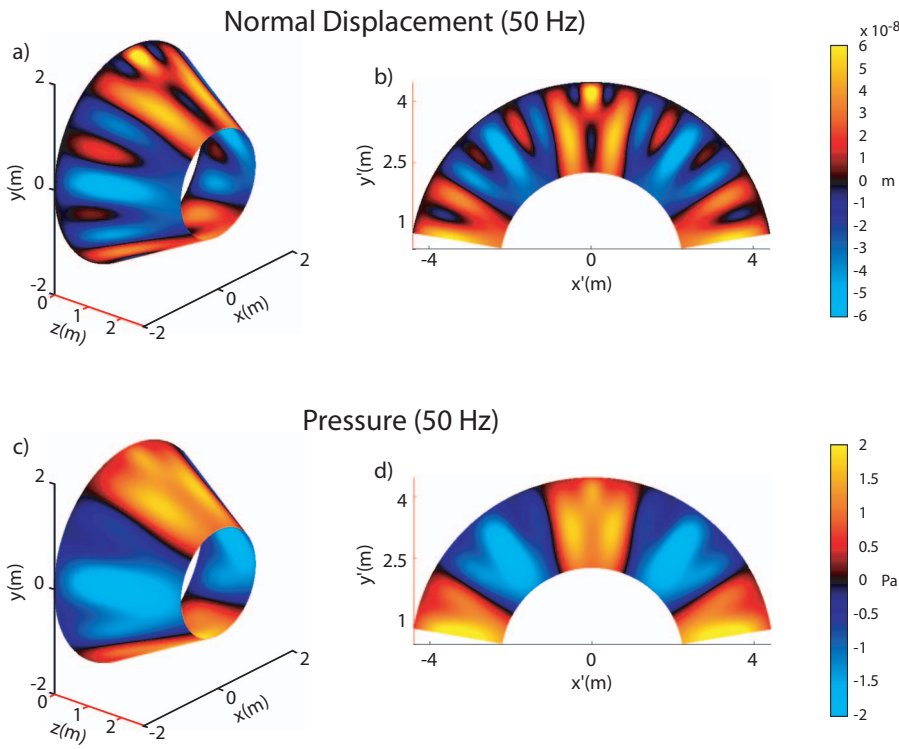 Normal Displacement (50 Hz)
a)
2
0
-2
y(m)
0
1
2
z(m)
-2
0
2
x(m)
b)
4
2.5
1
y'(m)
-4
0
4
x'(m)
x 10⁻⁸
6
5
4
3
2
1
0
-1
-2
-3
-4
-5
-6
m
Pressure (50 Hz)
c)
2
0
-2
y(m)
0
1
2
z(m)
-2
0
2
x(m)
d)
4
2.5
1
y'(m)
-4
0
4
x'(m)
2
1.5
1
0.5
0
-0.5
-1
-1.5
-2
Pa